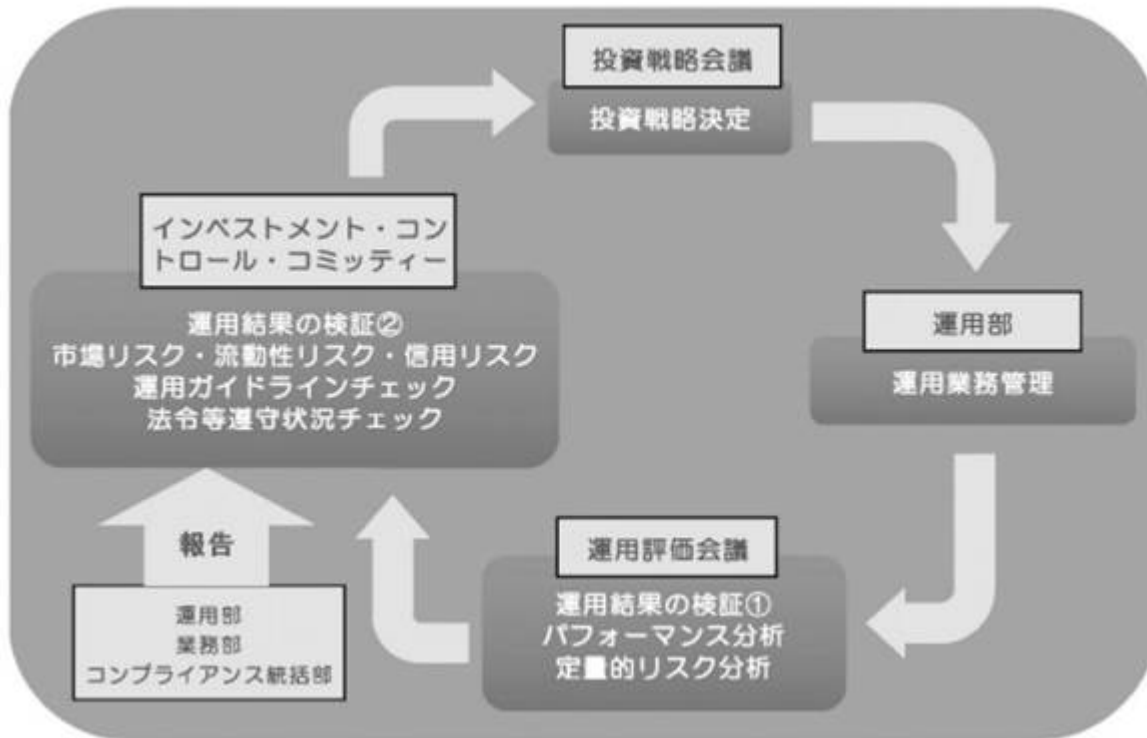 投資戦略会議
投資戦略決定
インベストメント・コン
トロール・コミッティー
運用結果の検証②
市場リスク・流動性リスク・信用リスク
運用ガイドラインチェック
法令等遵守状況チェック
運用部
運用業務管理
報告
運用部
業務部
コンプライアンス統括部
運用評価会議
運用結果の検証①
パフォーマンス分析
定量的リスク分析